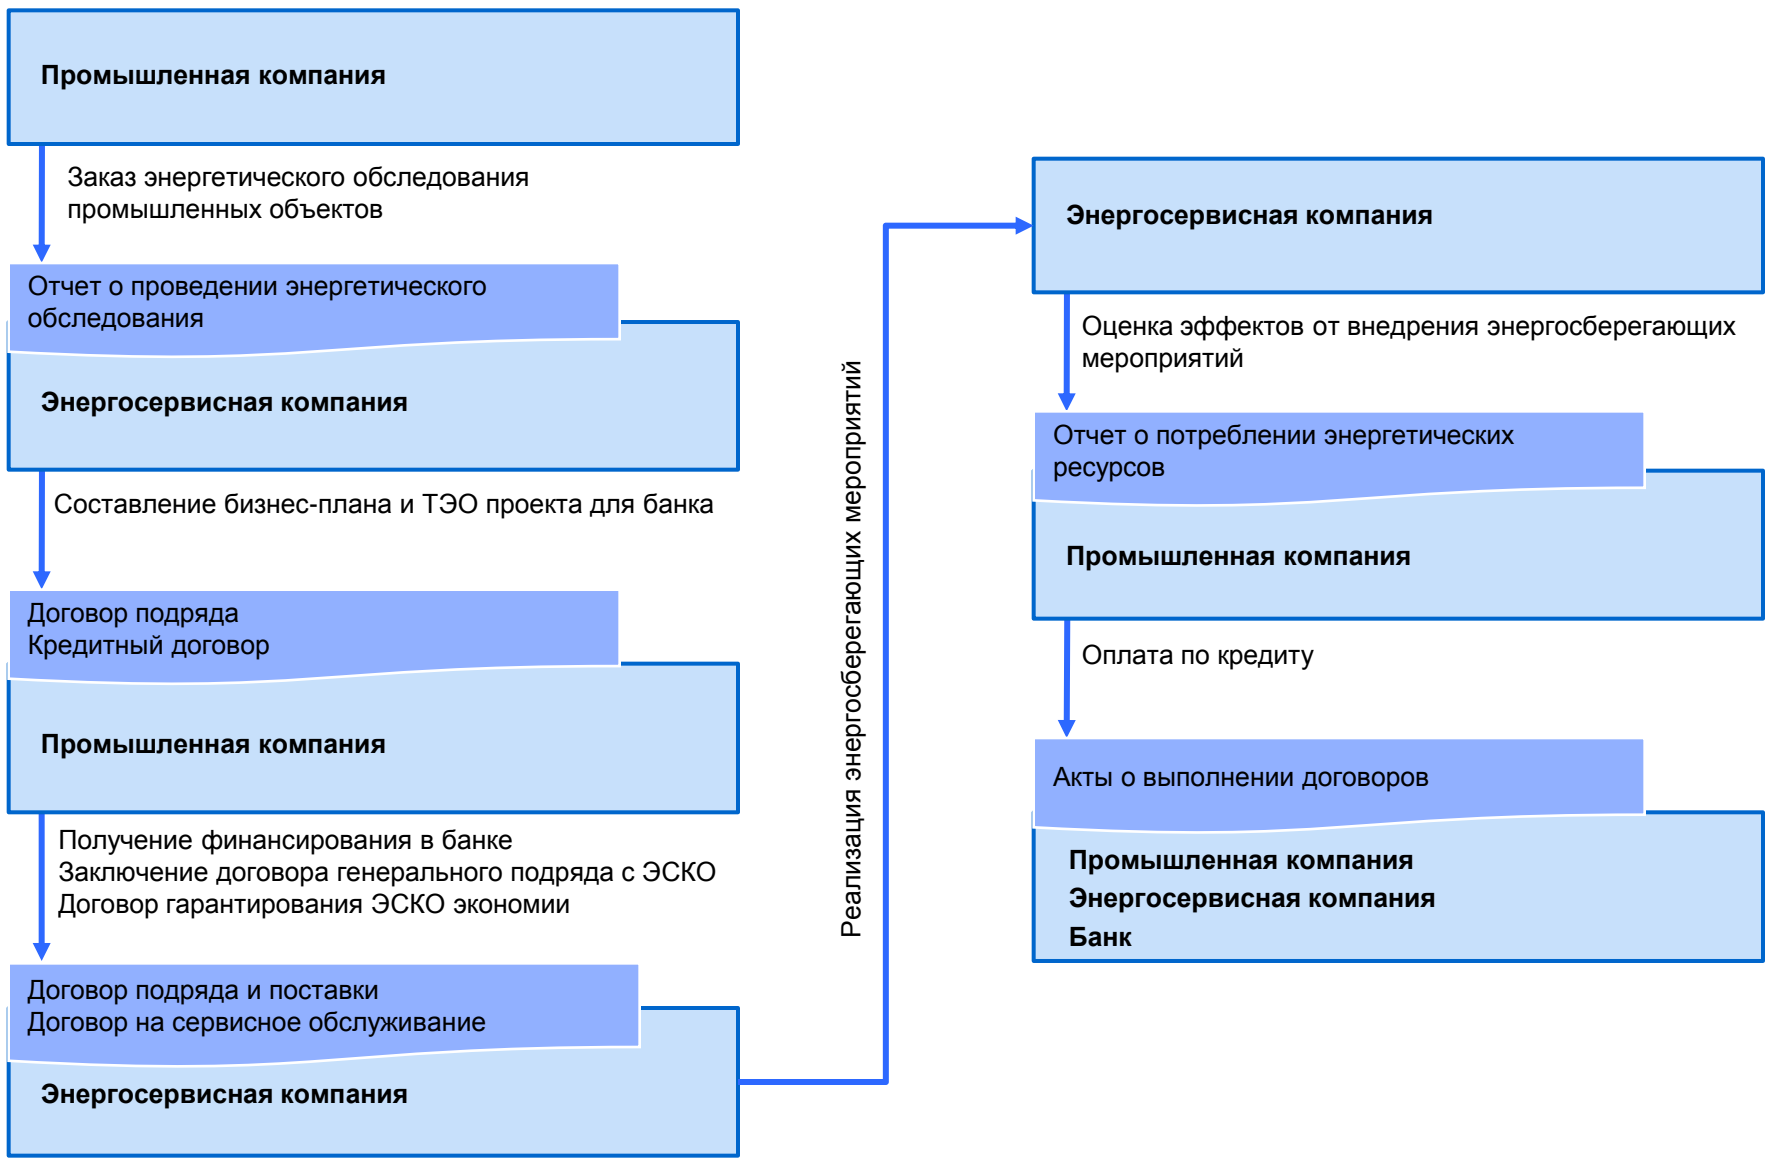 Промышленная компания
Заказ энергетического обследования
промышленных объектов
Отчет о проведении энергетического
обследования
Энергосервисная компания
Составление бизнес-плана и ТЭО проекта для банка
Договор подряда
Кредитный договор
Промышленная компания
Получение финансирования в банке
Заключение договора генерального подряда с ЭСКО
Договор гарантирования ЭСКО экономии
Договор подряда и поставки
Договор на сервисное обслуживание
Энергосервисная компания
Реализация энергосберегающих мероприятий
Энергосервисная компания
Оценка эффектов от внедрения энергосберегающих
мероприятий
Отчет о потреблении энергетических
ресурсов
Промышленная компания
Оплата по кредиту
Акты о выполнении договоров
Промышленная компания
Энергосервисная компания
Банк